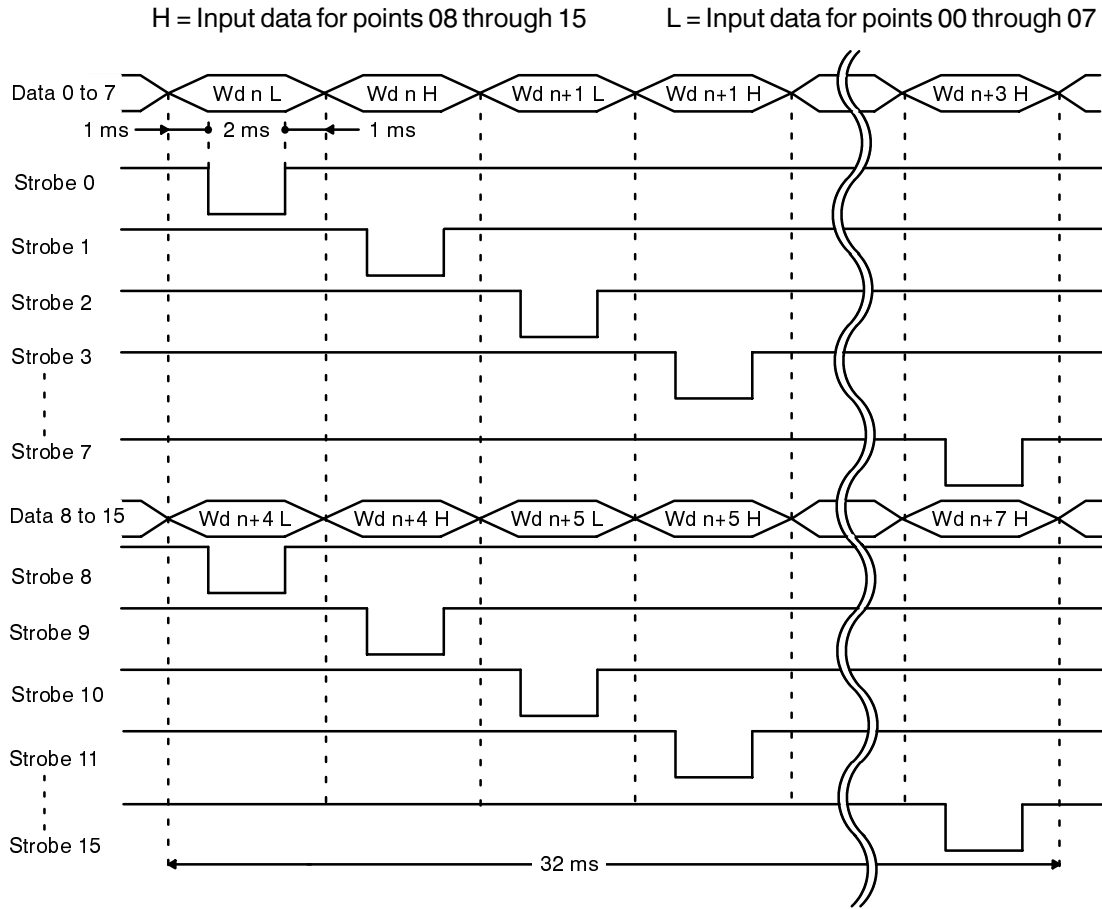 H = Input data for points 08 through 15 L = Input data for points 00 through 07
Data 0 to 7 Wd n L Wd n H Wd n+1 L Wd n+1 H Wd n+3 H
1 ms 2 ms 1 ms
Strobe 0
Strobe 1
Strobe 2
Strobe 3
Strobe 7
Data 8 to 15 Wd n+4 L Wd n+4 H Wd n+5 L Wd n+5 H Wd n+7 H
Strobe 8
Strobe 9
Strobe 10
Strobe 11
Strobe 15
32 ms